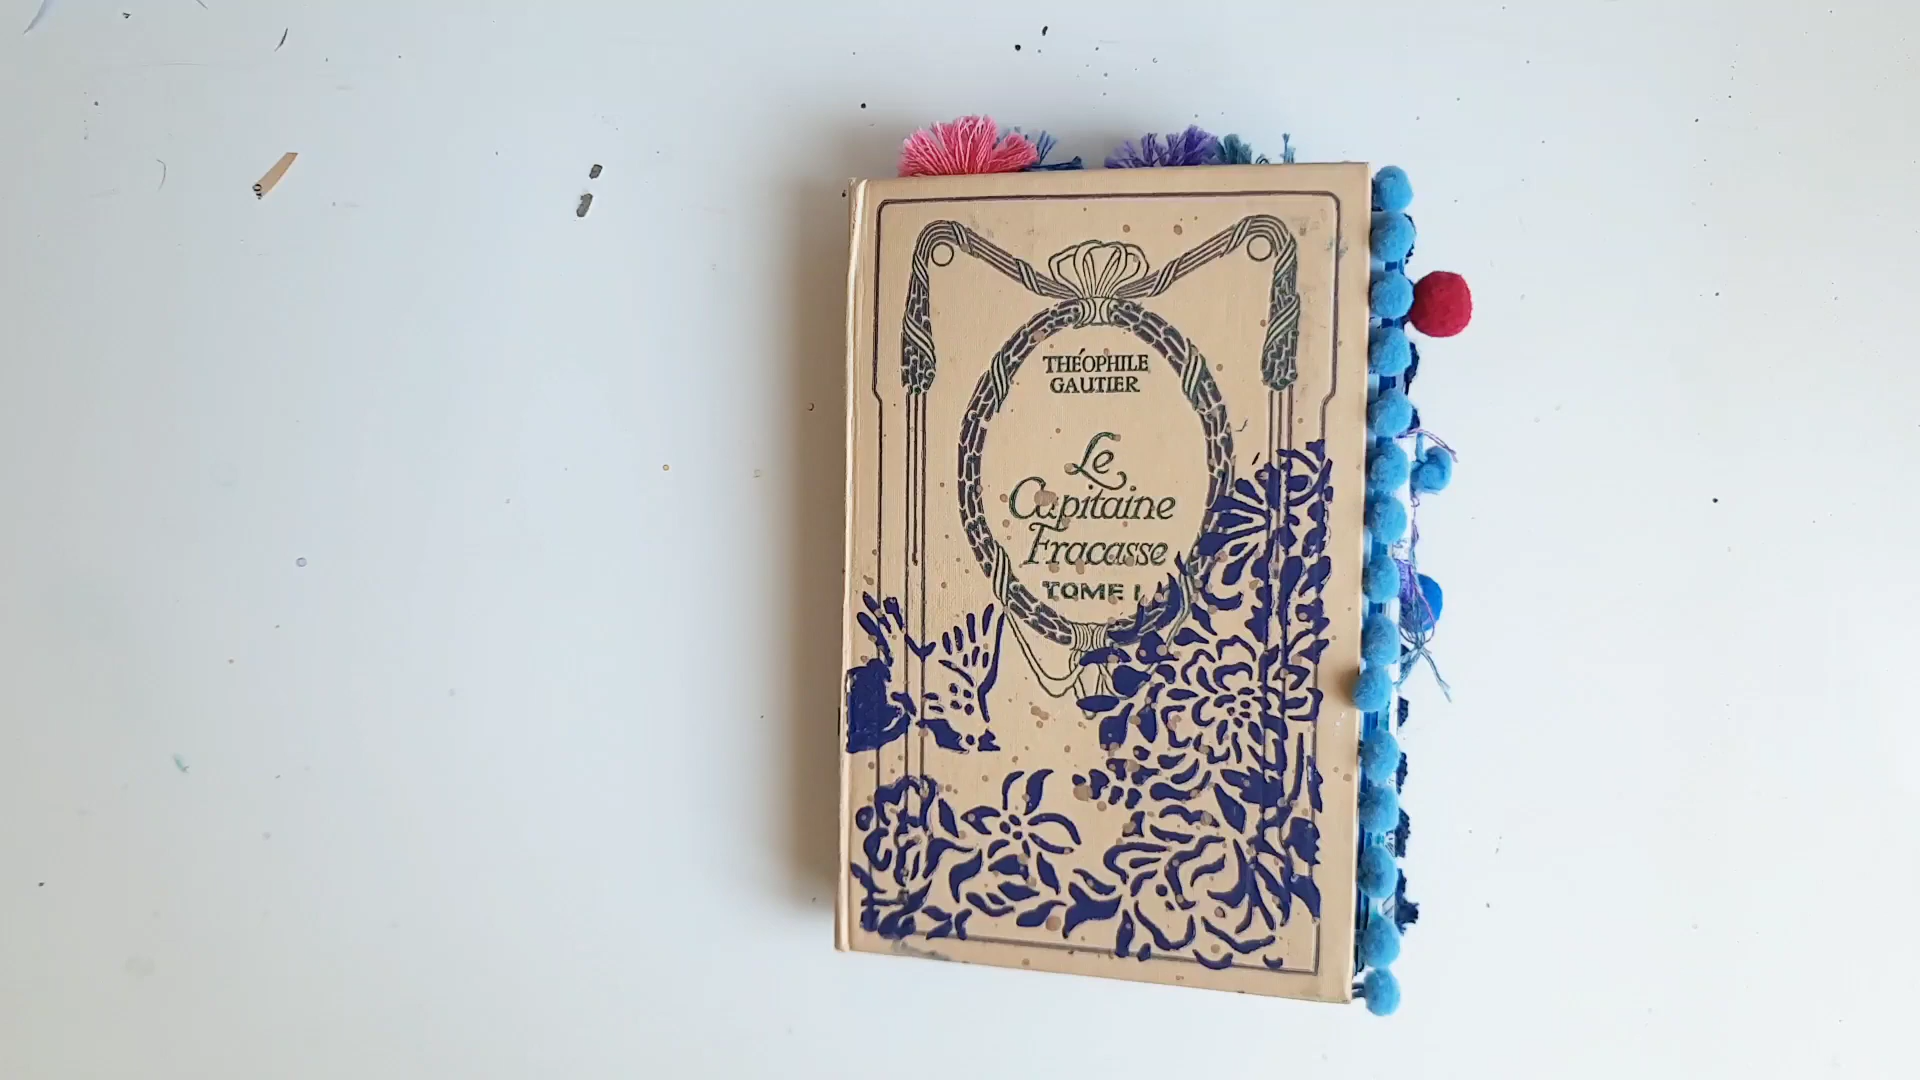 THÉOPHILE
GAUTIER
Le
Capitaine
Fracasse
TOME I